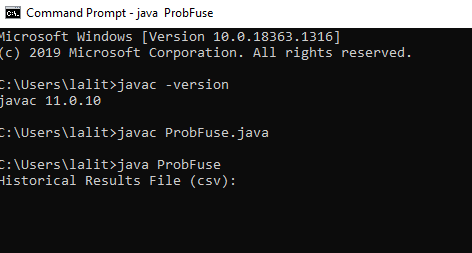 Command Prompt - java ProbFuse
Microsoft Windows [Version 10.0.18363.1316]
(c) 2019 Microsoft Corporation. All rights reserved.
C:\Users\lalit>javac -version
javac 11.0.10
C:\Users\lalit>javac ProbFuse.java
C:\Users\lalit>java ProbFuse
Historical Results File (csv):